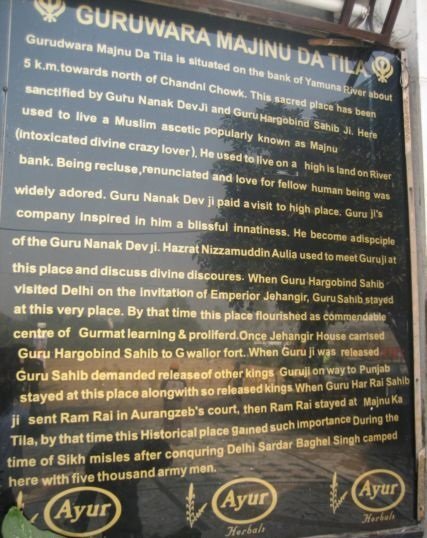 GURUWARA MAJINU DA TILA
Gurudwara Majnu Da Tila is situated on the bank of Yamuna River about
5 k.m.towards north of Chandni Chowk. This sacred place has been
sanctified by Guru Nanak DevJi and Guru Hargobind Sahib Ji. Here
used to live a Muslim ascetic popularly known as Majnu
(intoxicated divine crazy lover). He used to live on a high is land on River
bank. Being recluse,renunciated and love for fellow human being was
widely adored. Guru Nanak Dev ji paid a visit to high place. Guru ji's
company Inspired in him a blissful innatiness. He become adispciple
of the Guru Nanak Dev ji. Hazrat Nizzamuddin Aulia used to meet Guruji at
this place and discuss divine discoures. When Guru Hargobind Sahib
visited Delhi on the invitation of Emperior Jehangir, Guru Sahib stayed
at this very place. By that time this place flourished as commendable
centre of Gurmat learning & proliferd.Once Jehangir House carrised
Guru Hargobind Sahib to Gwallor fort. When Guru ji was released
Guru Sahib demanded release of other kings Guruji on way to Punjab
stayed at this place alongwith so released kings When Guru Har Rai Sahib
ji sent Ram Rai in Aurangzeb's court, then Ram Rai stayed at Majnu Ka
Tila, by that time this Historical place gained such importance During the
time of Sikh misles after conquring Delhi Sardar Baghel Singh camped
here with five thousand army men.
Ayur Ayur Ayur
Herbals Herbals